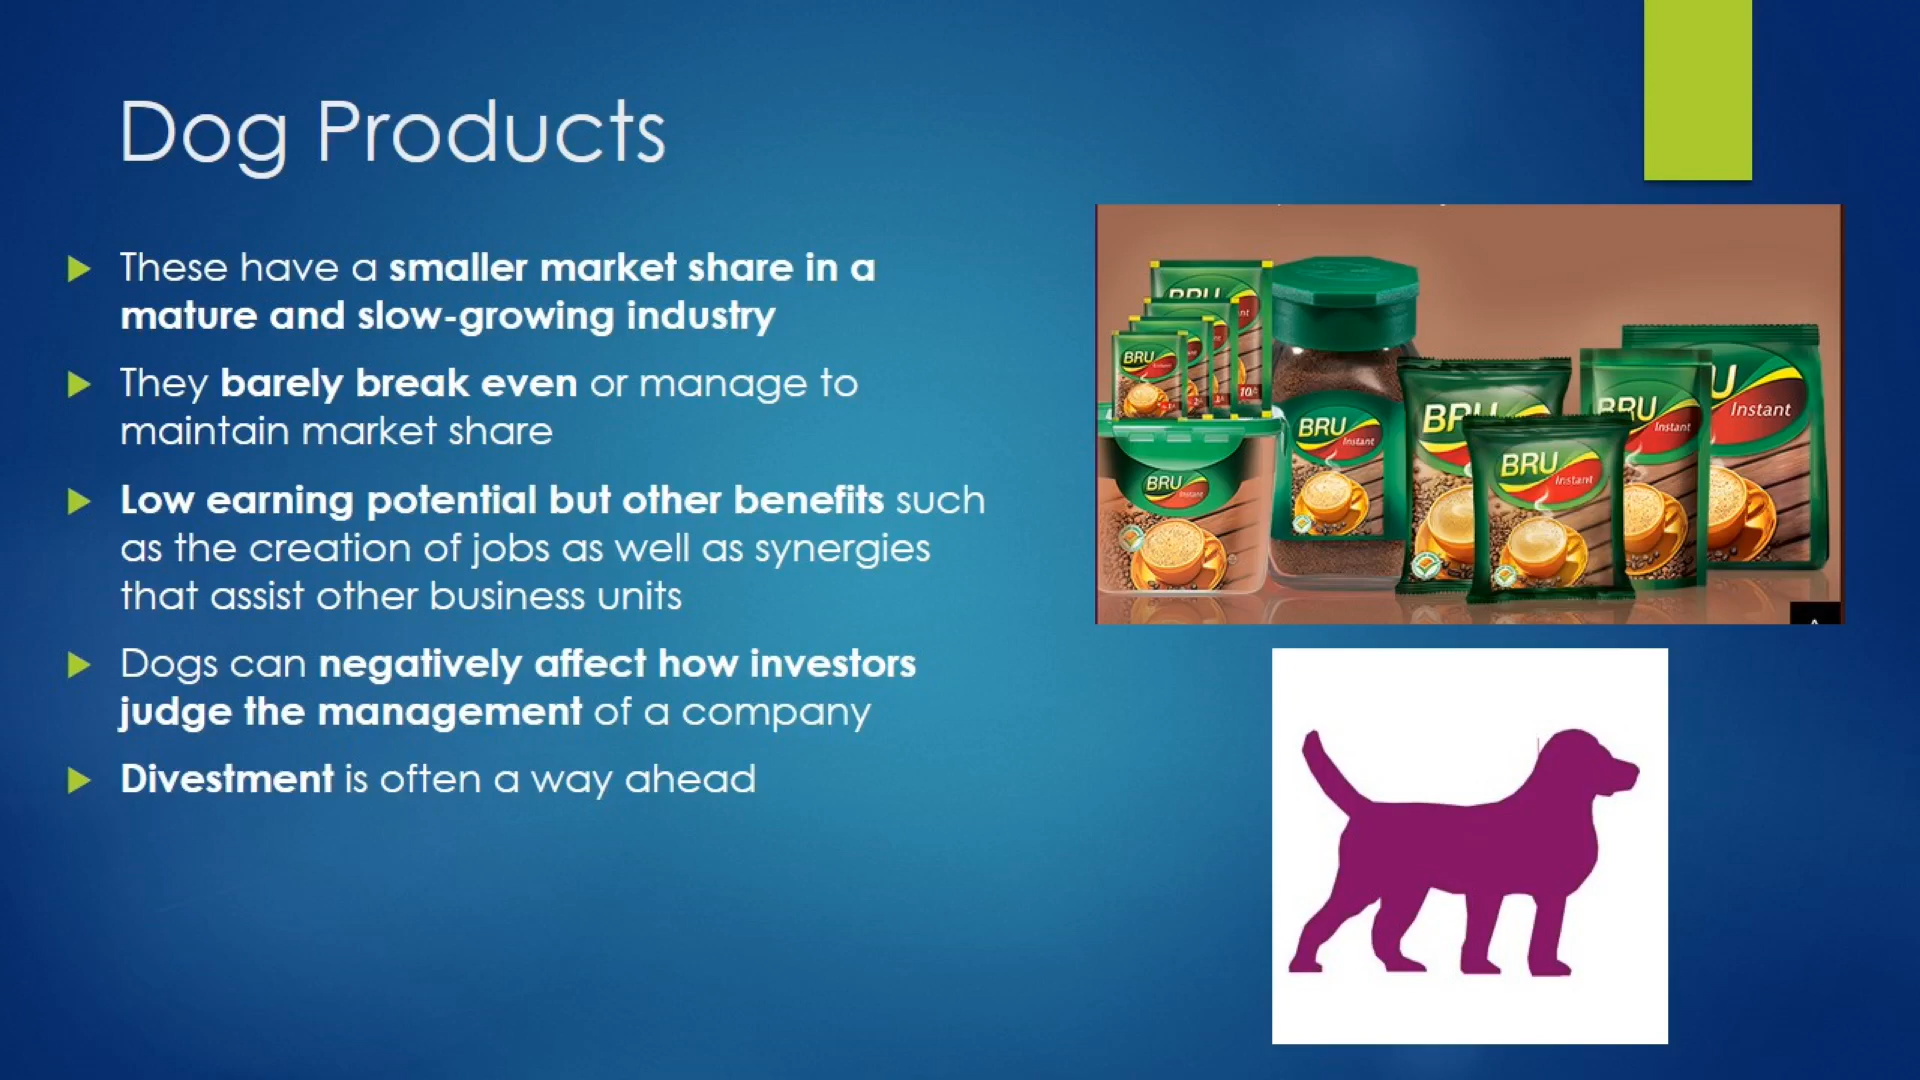 Dog Products
These have a smaller market share in a
mature and slow-growing industry
They barely break even or manage to
maintain market share
Low earning potential but other benefits such
as the creation of jobs as well as synergies
that assist other business units
Dogs can negatively affect how investors
judge the management of a company
Divestment is often a way ahead
BRU
BRU
Instant
BRU
Instant
BRU
Instant
BRU
Instant
Instant
10/-